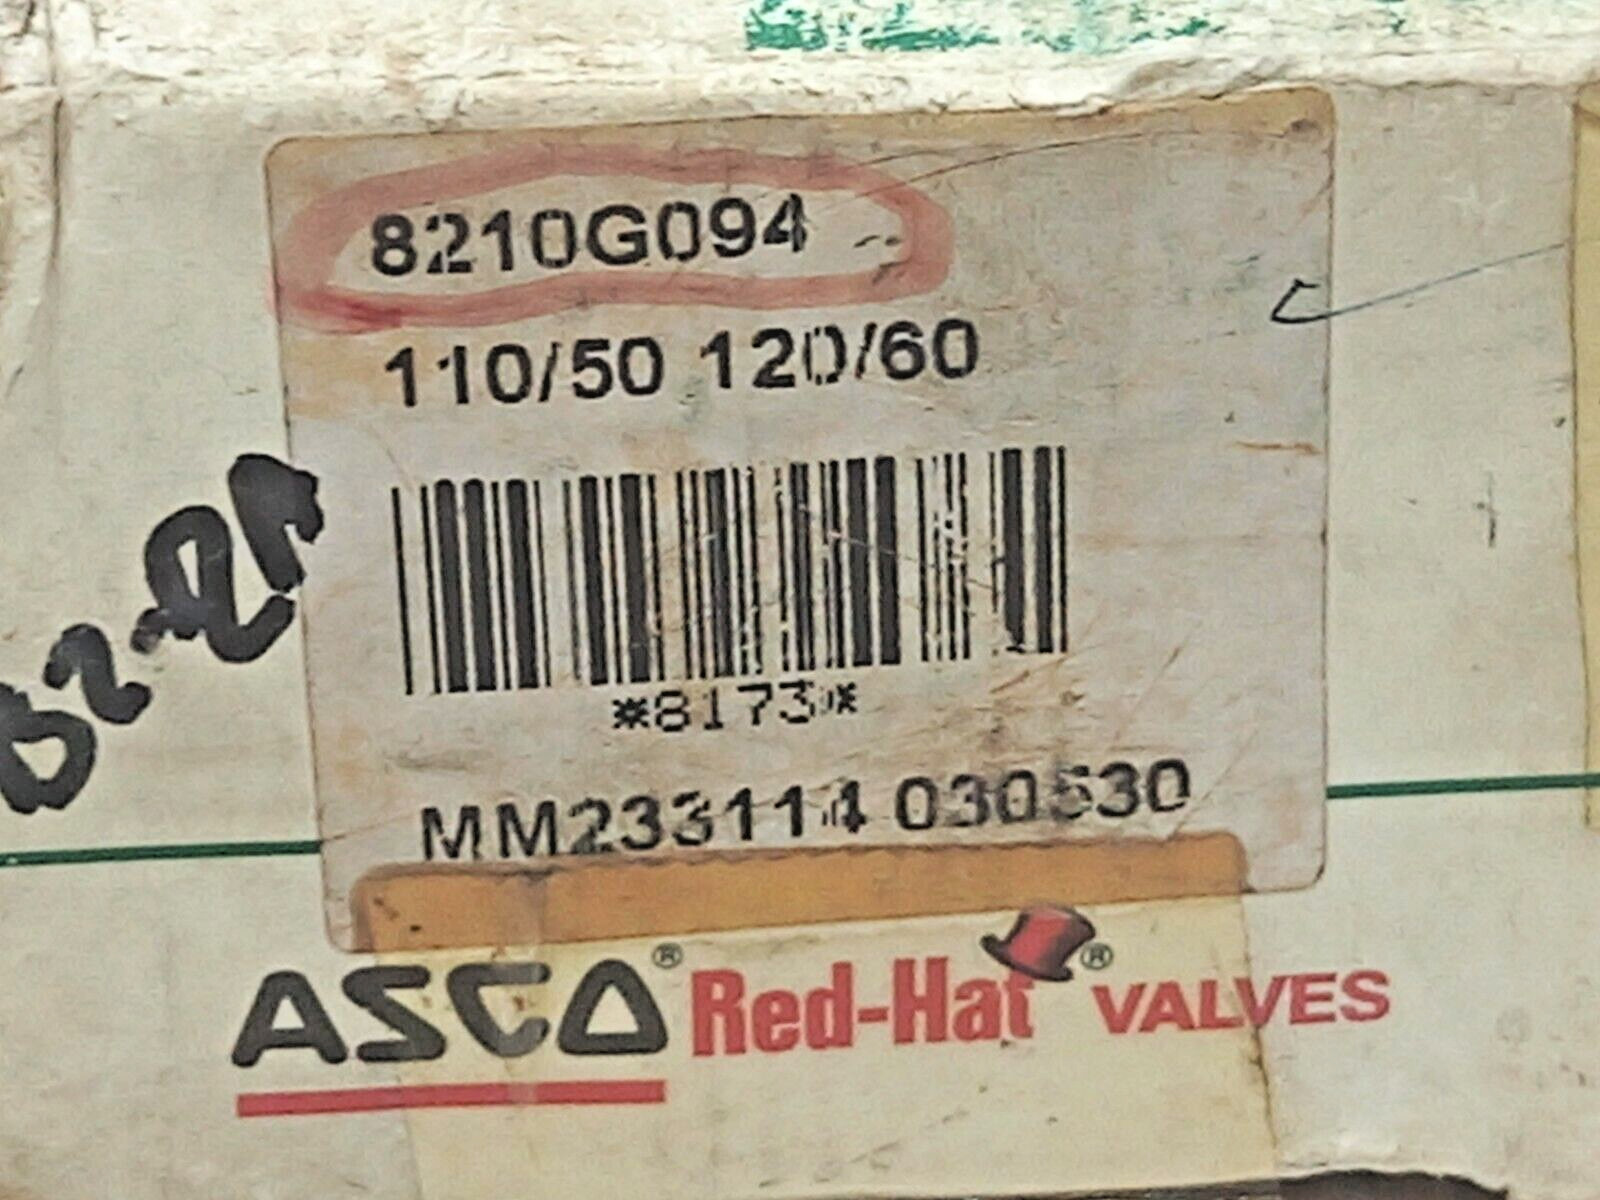 8210G094
110/50 120/60
*8173*
MM233114 030530
ASCO® Red-Hat® VALVES